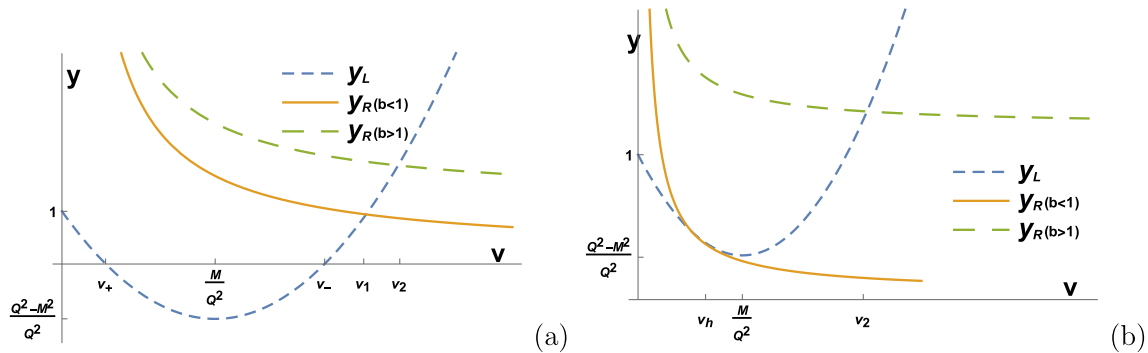 y
y_L
y_R(b<1)
y_R(b>1)
1
v
v_+
M/Q^2
v_-
v_1
v_2
Q^2-M^2/Q^2
(a)
y
1
y_L
y_R(b<1)
y_R(b>1)
Q^2-M^2/Q^2
v
v_h
M/Q^2
v_2
(b)